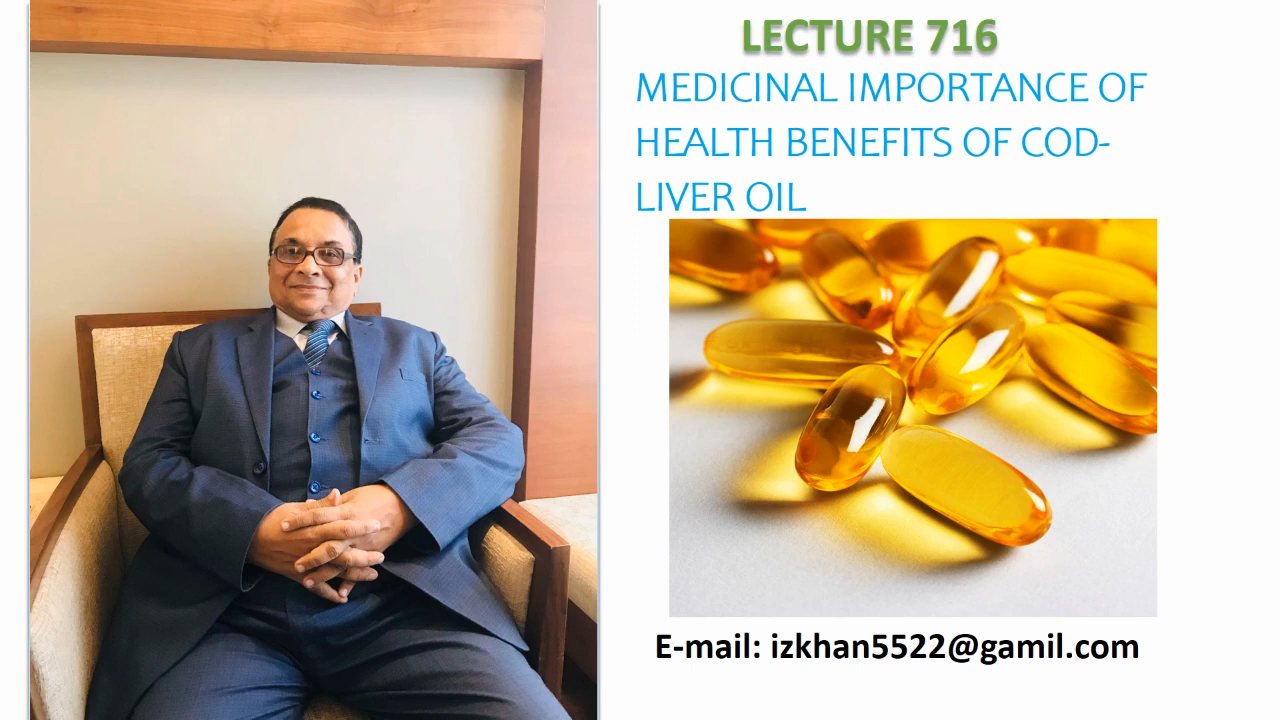 LECTURE 716
MEDICINAL IMPORTANCE OF
HEALTH BENEFITS OF COD-
LIVER OIL
E-mail: izkhan5522@gamil.com